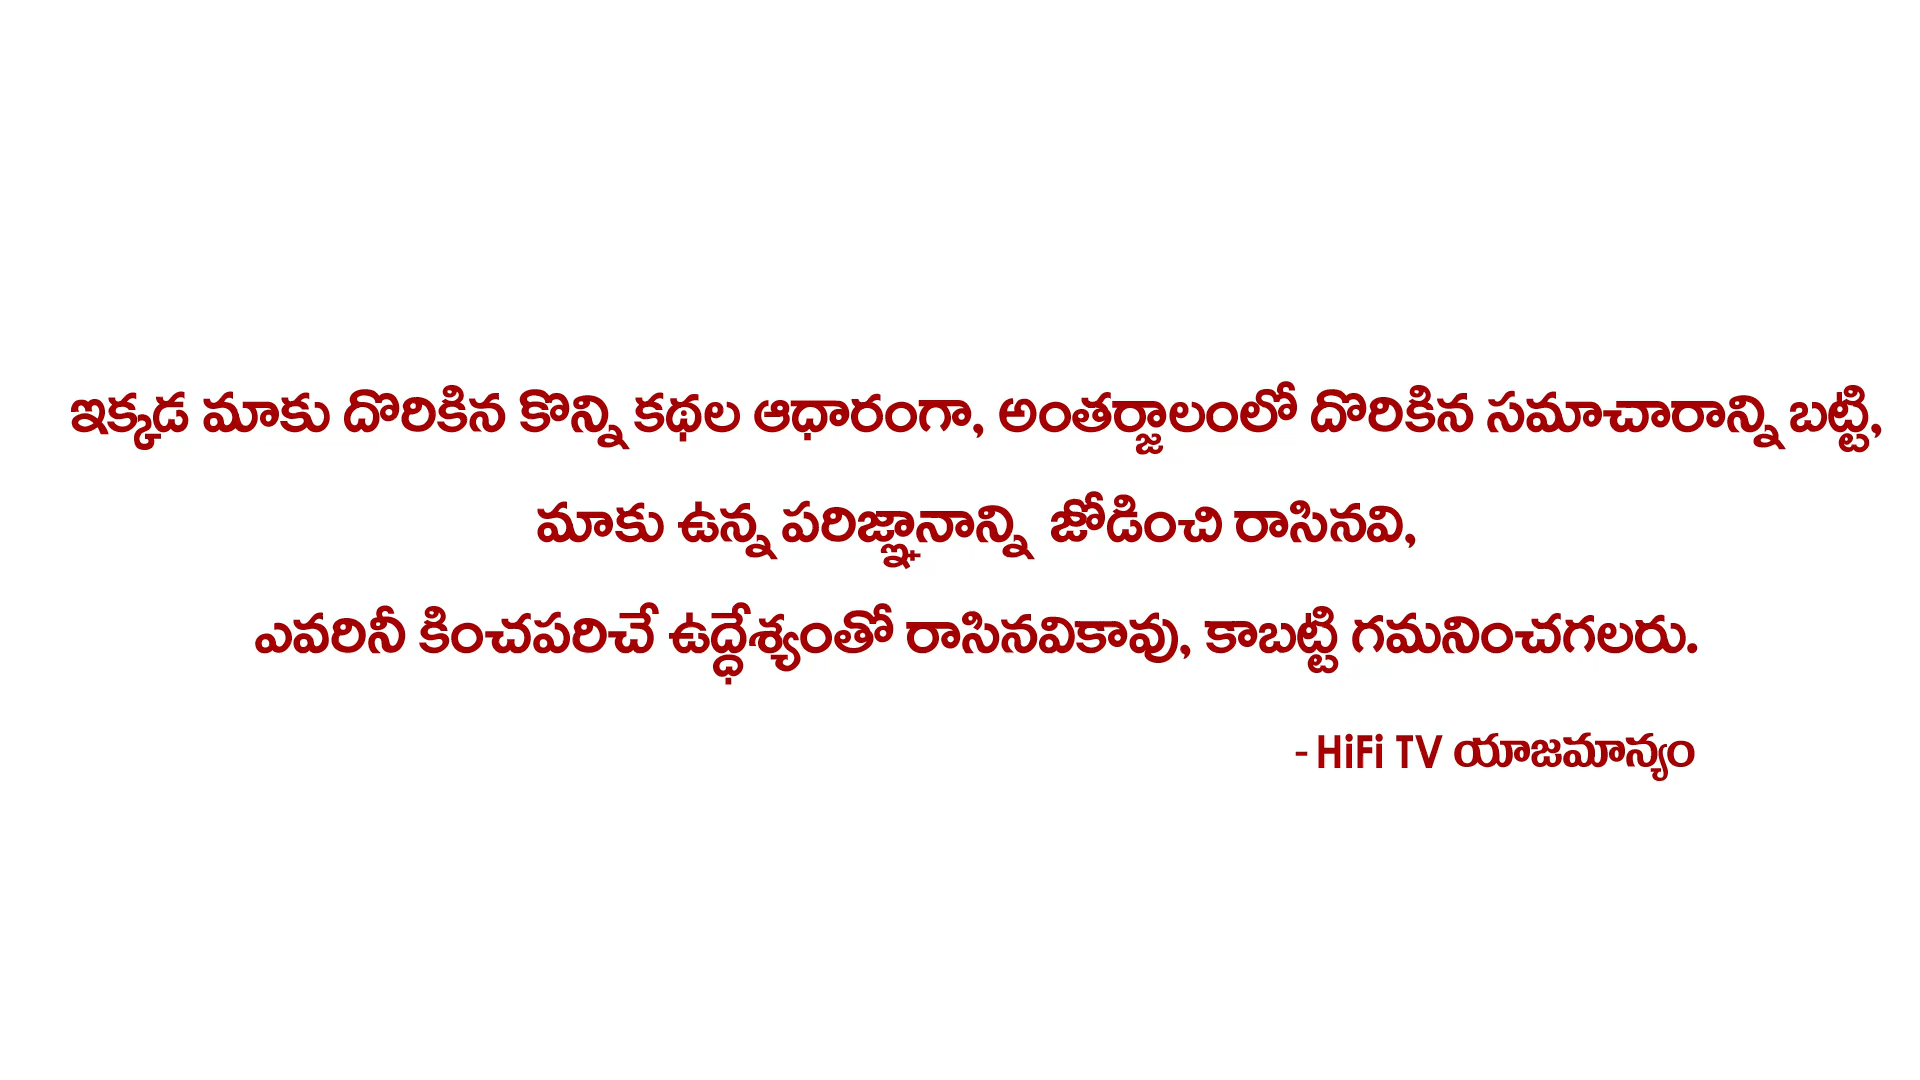 ఇక్కడ మాకు దొరికిన కొన్ని కథల ఆధారంగా, అంతర్జాలంలో దొరికిన సమాచారాన్ని బట్టి,
మాకు ఉన్న పరిజ్ఞానాన్ని జోడించి రాసినవి,
ఎవరినీ కించపరిచే ఉద్ధేశ్యంతో రాసినవికావు, కాబట్టి గమనించగలరు.
- HiFi TV యాజమాన్యం